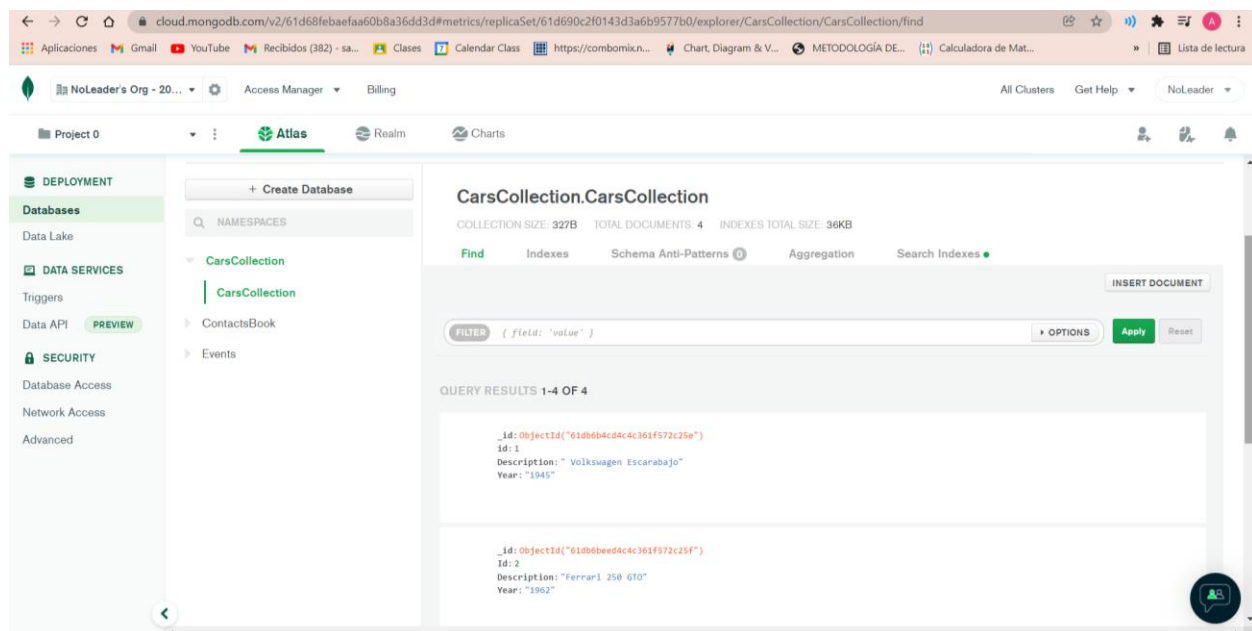 cloud.mongodb.com/v2/61d68febaefaa60b8a36dd3d#metrics/replicaSet/61d690c2f0143d3a6b9577b0/explorer/CarsCollection/CarsCollection/find A
Aplicaciones Gmail YouTube Recibidos (382) - sa... Clases 7 Calendar Class https://combomix.n... Chart, Diagram & V... METODOLOGÍA DE... Calculadora de Mat... » Lista de lectura
NoLeader's Org - 20... Access Manager Billing All Clusters Get Help NoLeader
Project 0 Atlas Realm Charts
DEPLOYMENT
Databases
Data Lake
DATA SERVICES
Triggers
Data API PREVIEW
SECURITY
Database Access
Network Access
Advanced
+ Create Database
NAMESPACES
CarsCollection
CarsCollection
ContactsBook
Events
CarsCollection.CarsCollection
COLLECTION SIZE: 327B TOTAL DOCUMENTS: 4 INDEXES TOTAL SIZE: 36KB
Find Indexes Schema Anti-Patterns 0 Aggregation Search Indexes
INSERT DOCUMENT
FILTER { field: 'value' } OPTIONS Apply Reset
QUERY RESULTS 1-4 OF 4
_id: ObjectId("61db6b4cd4c4c361f572c25e")
id: 1
Description: " Volkswagen Escarabajo"
Year: "1945"
_id: ObjectId("61db6beed4c4c361f572c25f")
Id: 2
Description: "Ferrari 250 GTO"
Year: "1962"